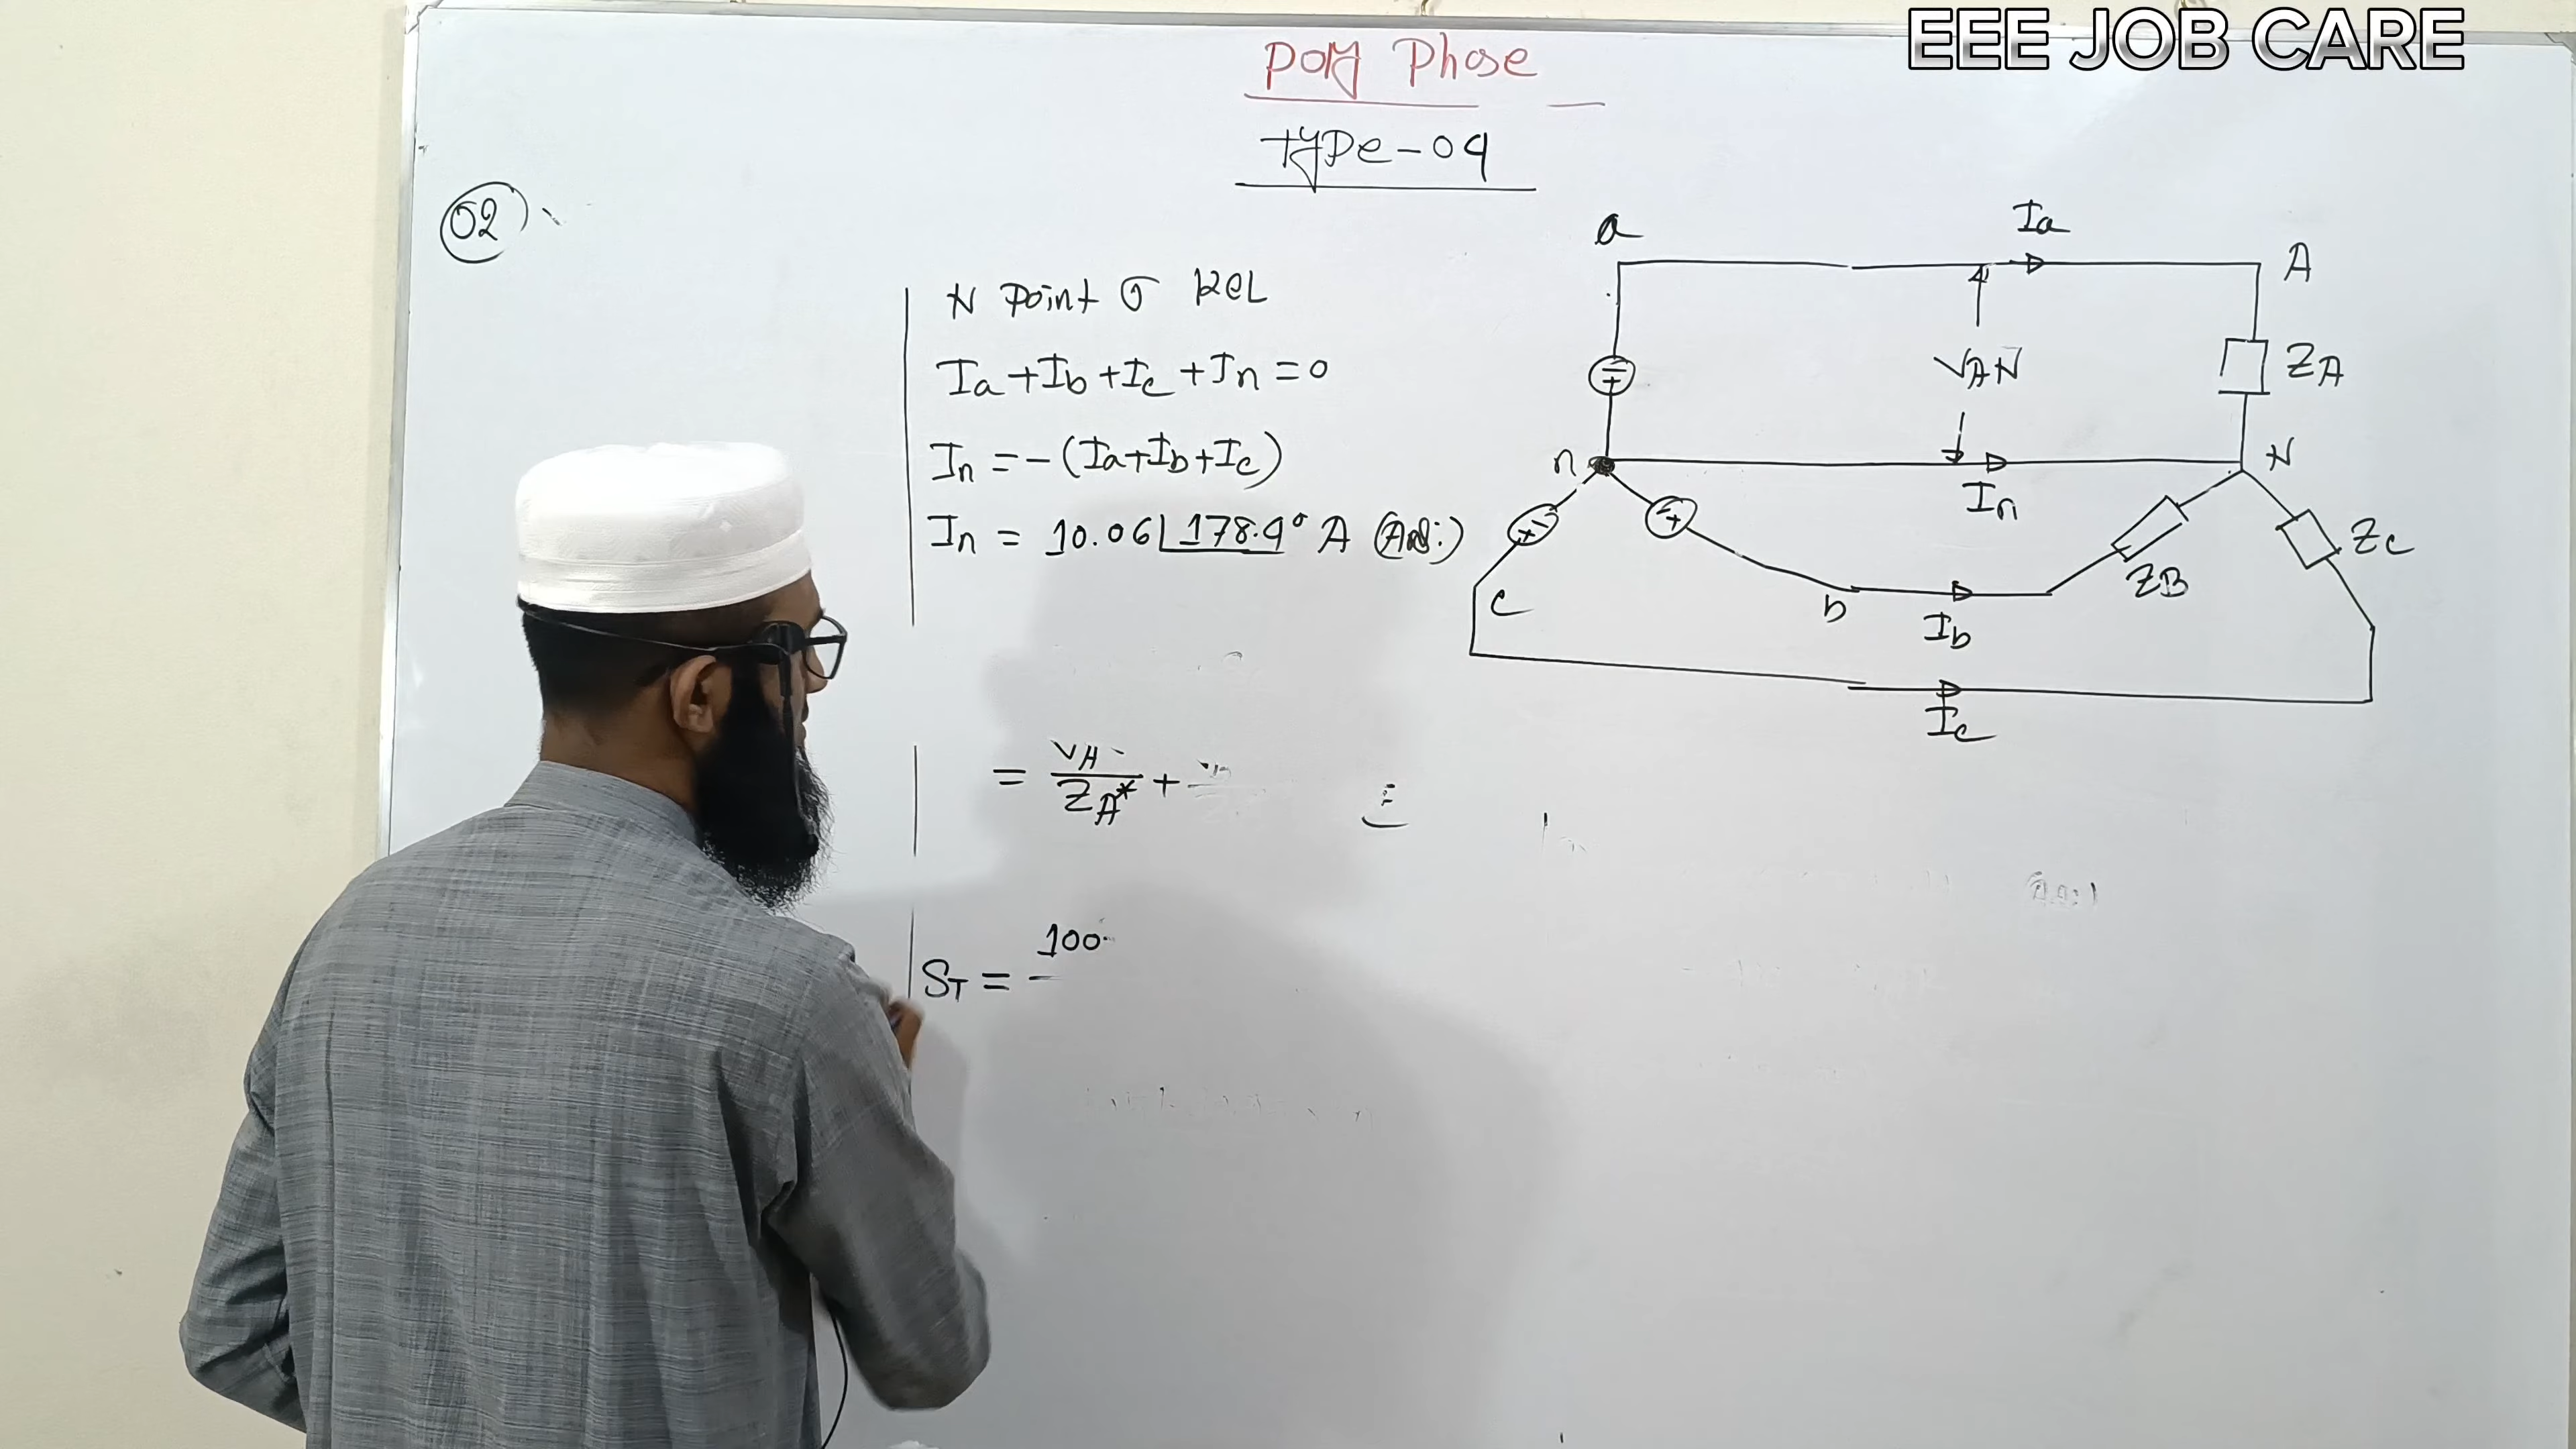 EEE JOB CARE
Poly Phase
type-04
02
N point এ KCL
Ia + Ib + Ic + In = 0
In = - (Ia+Ib+Ic)
In = 10.06 ∠178.4° A (Ans:)
= VA / ZA* +
ST = 100
a
Ia
A
VAN
ZA
n
N
In
c
b
Ib
ZB
Zc
Ic